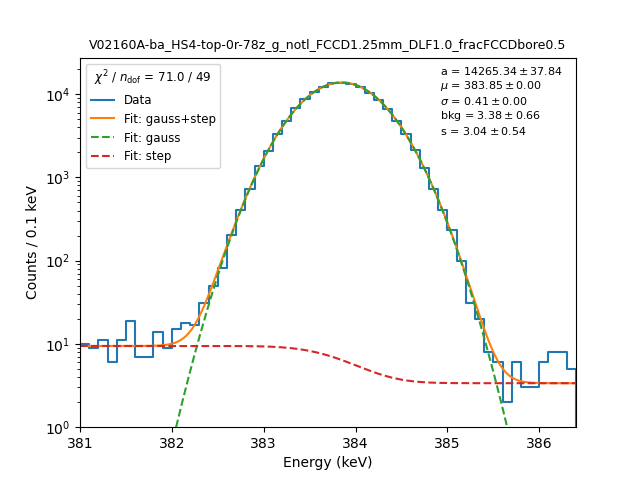 V02160A-ba_HS4-top-0r-78z_g_notl_FCCD1.25mm_DLF1.0_fracFCCDbore0.5
χ² / n_dof = 71.0 / 49
Data
Fit: gauss+step
Fit: gauss
Fit: step
a = 14265.34 ± 37.84
μ = 383.85 ± 0.00
σ = 0.41 ± 0.00
bkg = 3.38 ± 0.66
s = 3.04 ± 0.54
Counts / 0.1 keV
10⁴
10³
10²
10¹
10⁰
381 382 383 384 385 386
Energy (keV)